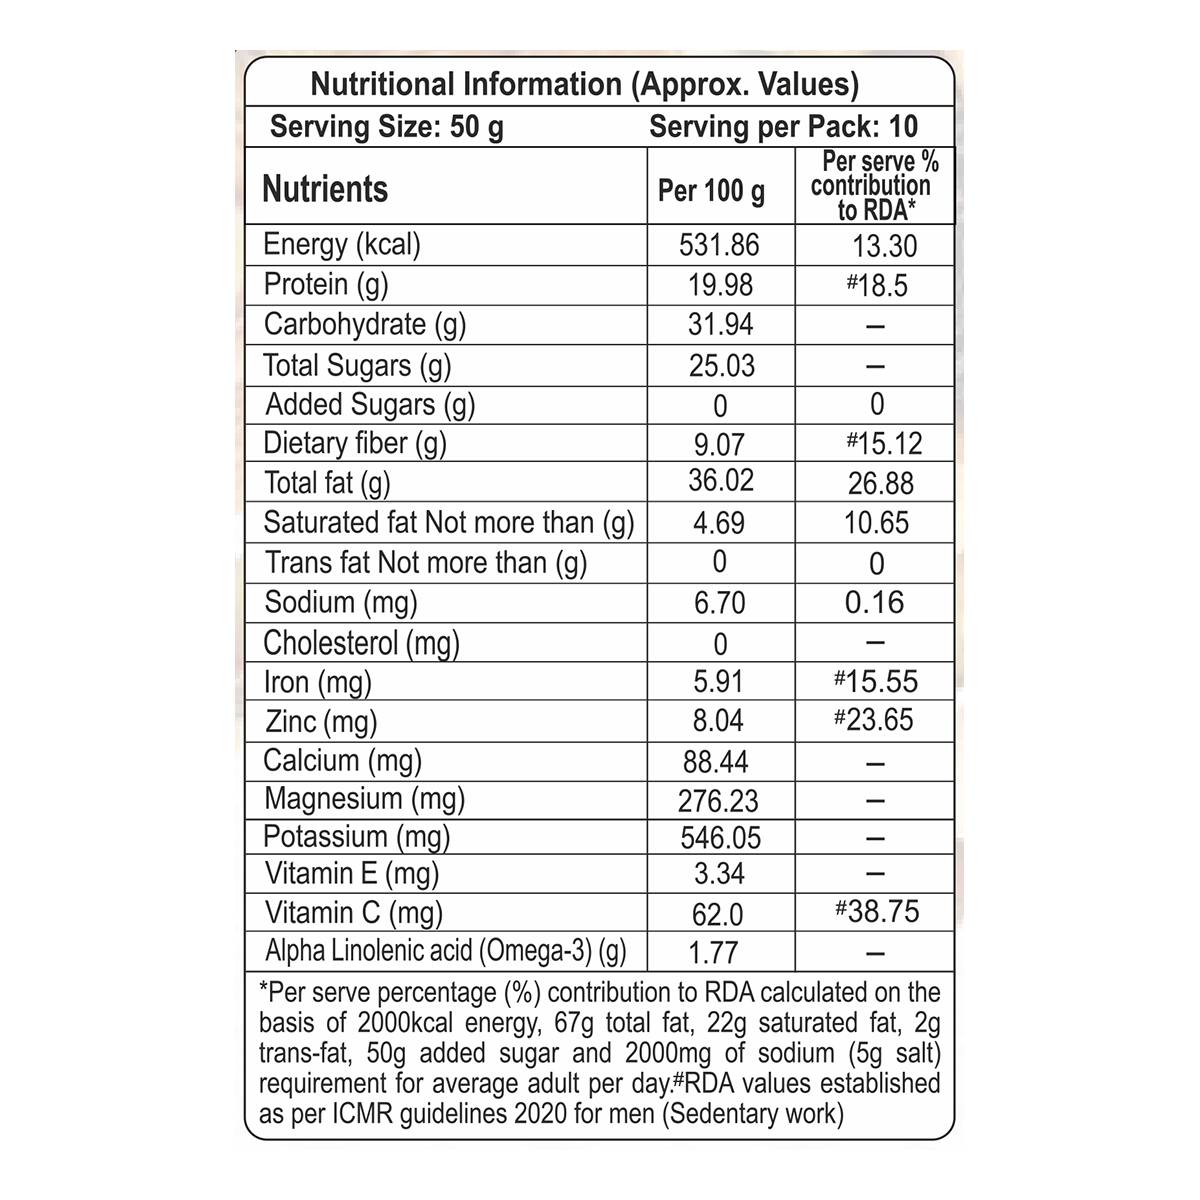 Nutritional Information (Approx. Values)
Serving Size: 50 g Serving per Pack: 10
Nutrients Per 100 g Per serve % contribution to RDA*
Energy (kcal) 531.86 13.30
Protein (g) 19.98 #18.5
Carbohydrate (g) 31.94 –
Total Sugars (g) 25.03 –
Added Sugars (g) 0 0
Dietary fiber (g) 9.07 #15.12
Total fat (g) 36.02 26.88
Saturated fat Not more than (g) 4.69 10.65
Trans fat Not more than (g) 0 0
Sodium (mg) 6.70 0.16
Cholesterol (mg) 0 –
Iron (mg) 5.91 #15.55
Zinc (mg) 8.04 #23.65
Calcium (mg) 88.44 –
Magnesium (mg) 276.23 –
Potassium (mg) 546.05 –
Vitamin E (mg) 3.34 –
Vitamin C (mg) 62.0 #38.75
Alpha Linolenic acid (Omega-3) (g) 1.77 –
*Per serve percentage (%) contribution to RDA calculated on the
basis of 2000kcal energy, 67g total fat, 22g saturated fat, 2g
trans-fat, 50g added sugar and 2000mg of sodium (5g salt)
requirement for average adult per day.#RDA values established
as per ICMR guidelines 2020 for men (Sedentary work)